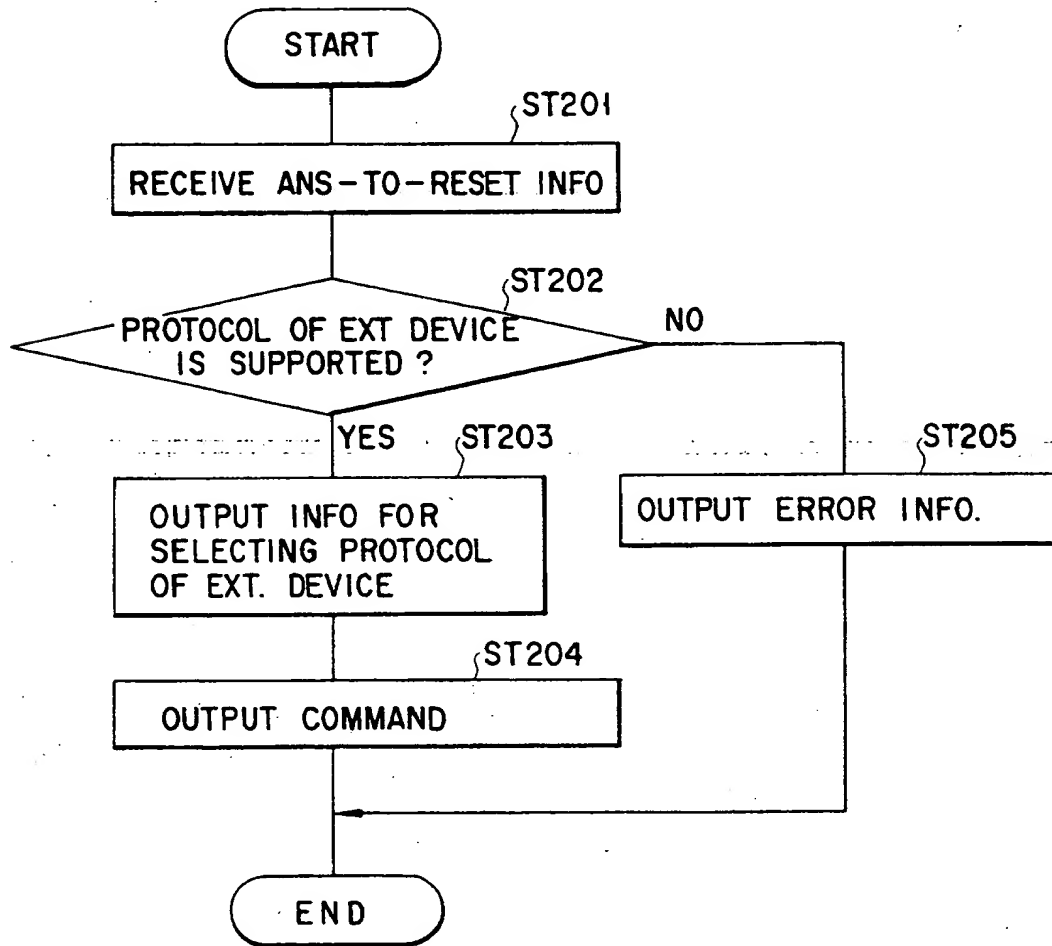 START
ST201
RECEIVE ANS-TO-RESET INFO
ST202
PROTOCOL OF EXT DEVICE
IS SUPPORTED ?
NO
YES
ST203
OUTPUT INFO FOR
SELECTING PROTOCOL
OF EXT. DEVICE
ST205
OUTPUT ERROR INFO.
ST204
OUTPUT COMMAND
END